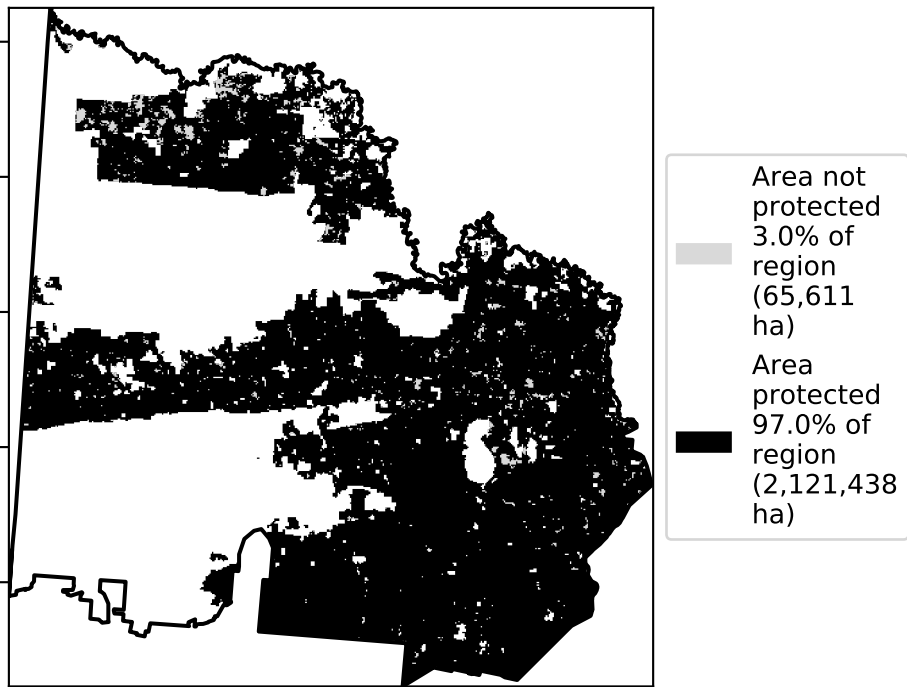 Area not
protected
3.0% of
region
(65,611
ha)
Area
protected
97.0% of
region
(2,121,438
ha)